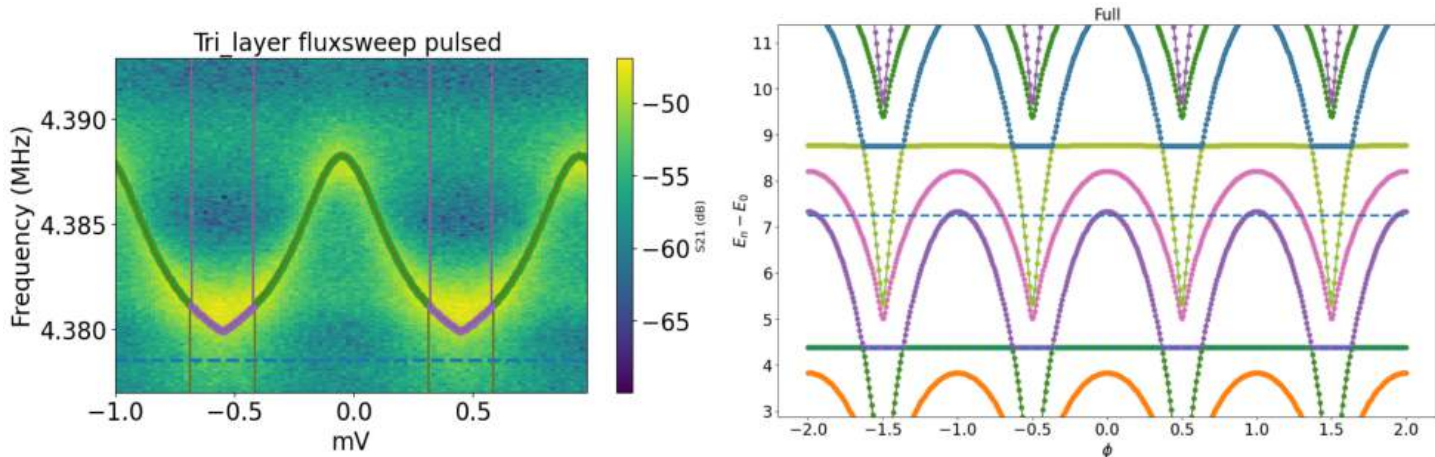 Tri_layer fluxsweep pulsed
Frequency (MHz)
4.390
4.385
4.380
−1.0 −0.5 0.0 0.5
mV
−50
−55
−60
−65
S21 (dB)
Full
E_n − E_0
11
10
9
8
7
6
5
4
3
−2.0 −1.5 −1.0 −0.5 0.0 0.5 1.0 1.5 2.0
ϕ